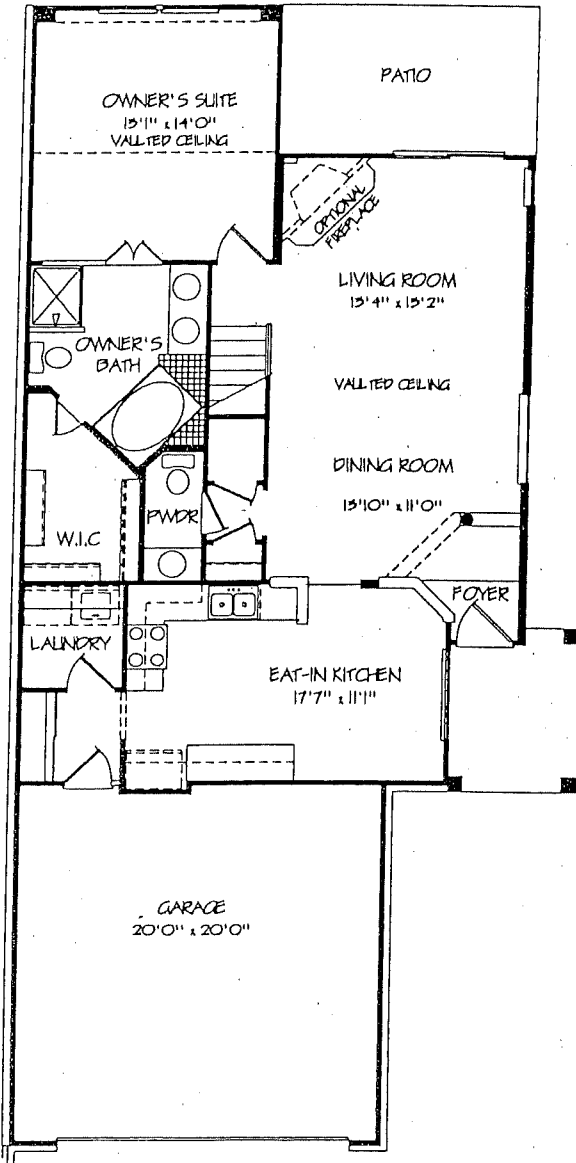 PATIO
OWNER'S SUITE
13'1" x 14'0"
VAULTED CEILING
OPTIONAL
FIREPLACE
LIVING ROOM
13'4" x 13'2"
OWNER'S
BATH
VAULTED CEILING
DINING ROOM
13'10" x 11'0"
PWDR
W.I.C
FOYER
LAUNDRY
EAT-IN KITCHEN
17'7" x 11'1"
GARAGE
20'0" x 20'0"